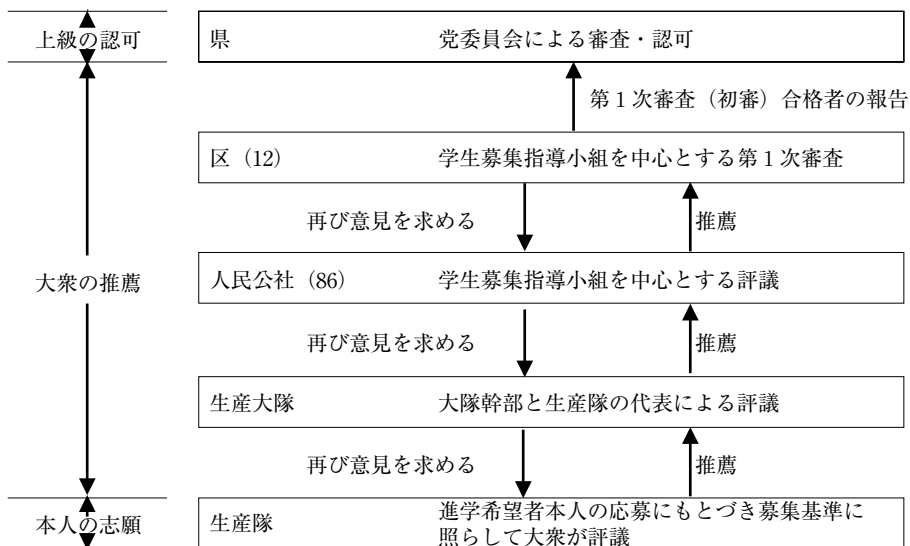 上級の認可
県 党委員会による審査・認可
第1次審査（初審）合格者の報告
区（12） 学生募集指導小組を中心とする第1次審査
再び意見を求める 推薦
大衆の推薦
人民公社（86） 学生募集指導小組を中心とする評議
再び意見を求める 推薦
生産大隊 大隊幹部と生産隊の代表による評議
再び意見を求める 推薦
本人の志願
生産隊 進学希望者本人の応募にもとづき募集基準に
照らして大衆が評議